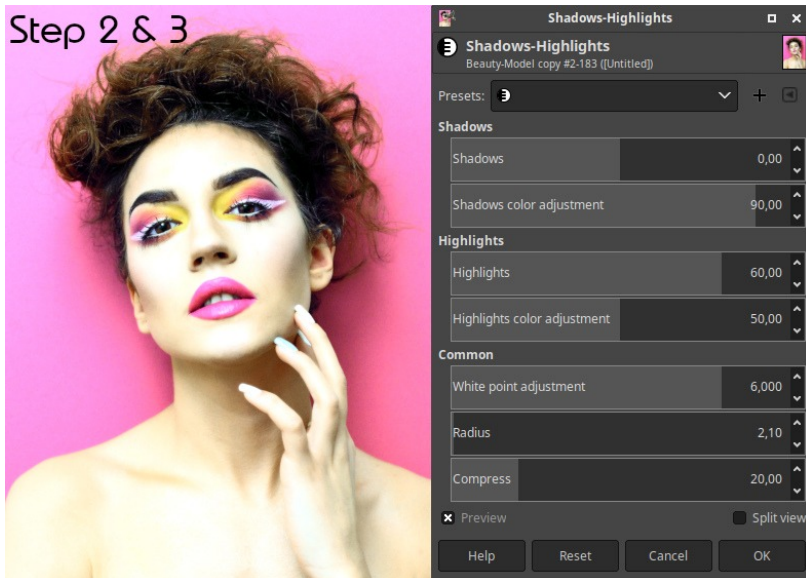 Step 2 & 3
Shadows-Highlights
Shadows-Highlights
Beauty-Model copy #2-183 ([Untitled])
Presets:
Shadows
Shadows 0,00
Shadows color adjustment 90,00
Highlights
Highlights 60,00
Highlights color adjustment 50,00
Common
White point adjustment 6,000
Radius 2,10
Compress 20,00
Preview Split view
Help Reset Cancel OK